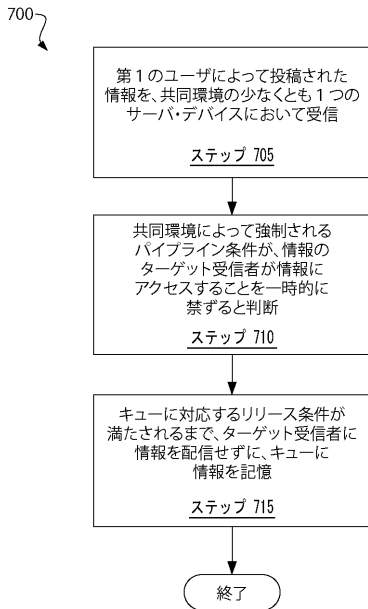 700
第1のユーザによって投稿された
情報を、共同環境の少なくとも1つの
サーバ・デバイスにおいて受信
ステップ 705
共同環境によって強制される
パイプライン条件が、情報の
ターゲット受信者が情報に
アクセスすることを一時的に
禁ずると判断
ステップ 710
キューに対応するリリース条件が
満たされるまで、ターゲット受信者に
情報を配信せずに、キューに
情報を記憶
ステップ 715
終了